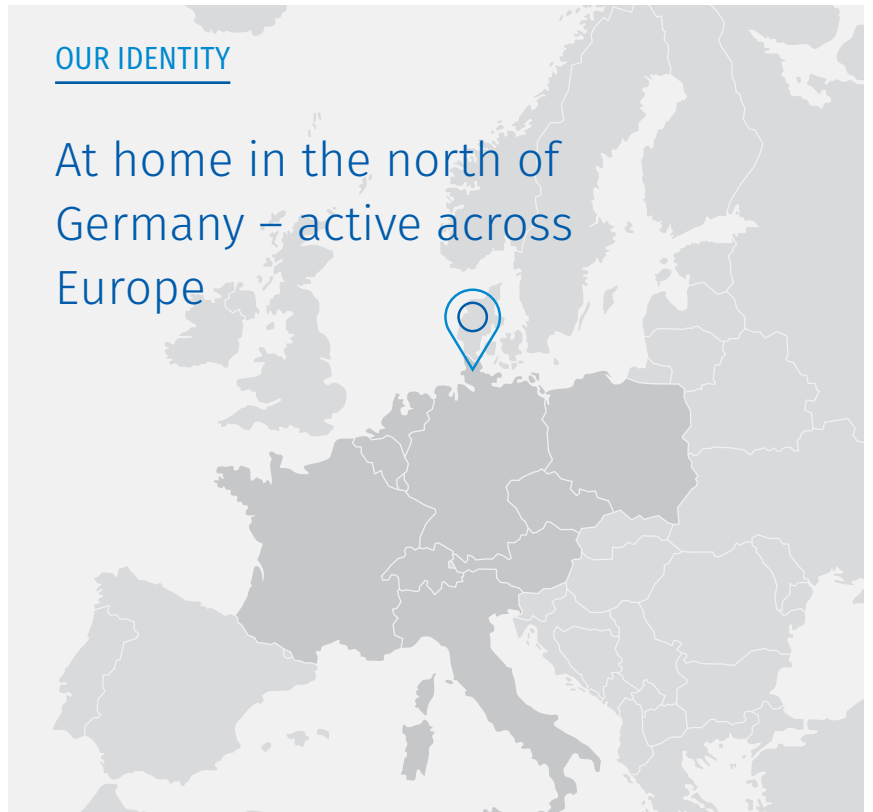 OUR IDENTITY
At home in the north of
Germany – active across
Europe